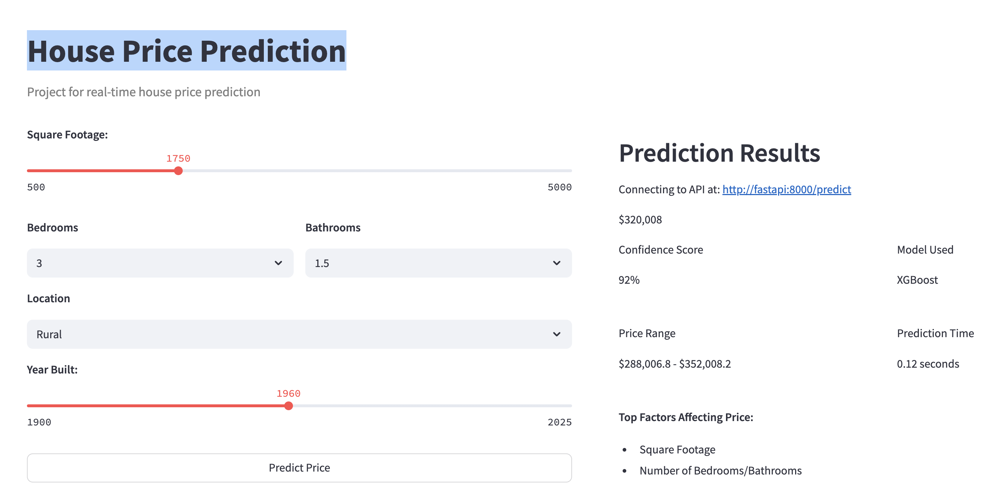 House Price Prediction
Project for real-time house price prediction
Square Footage:
1750
500 5000
Bedrooms Bathrooms
3 1.5
Location
Rural
Year Built:
1960
1900 2025
Predict Price
Prediction Results
Connecting to API at: http://fastapi:8000/predict
$320,008
Confidence Score Model Used
92% XGBoost
Price Range Prediction Time
$288,006.8 - $352,008.2 0.12 seconds
Top Factors Affecting Price:
• Square Footage
• Number of Bedrooms/Bathrooms